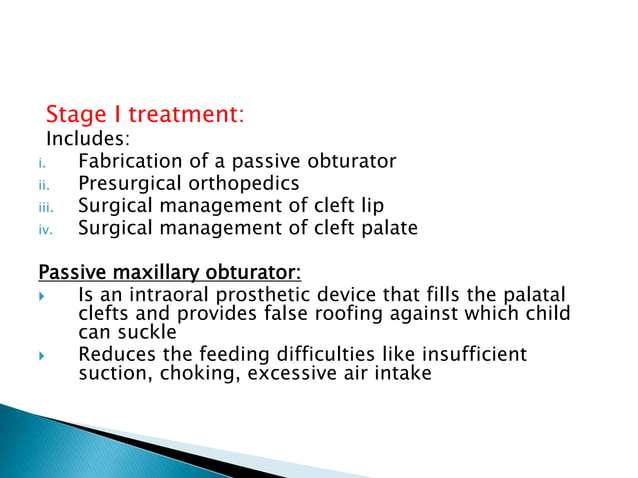 Stage I treatment:
Includes:
i. Fabrication of a passive obturator
ii. Presurgical orthopedics
iii. Surgical management of cleft lip
iv. Surgical management of cleft palate
Passive maxillary obturator:
Is an intraoral prosthetic device that fills the palatal
clefts and provides false roofing against which child
can suckle
Reduces the feeding difficulties like insufficient
suction, choking, excessive air intake